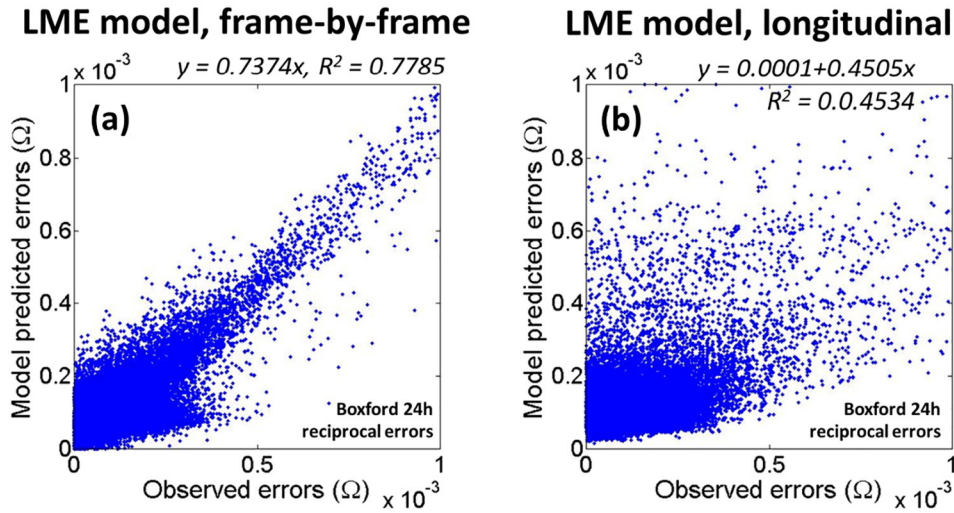 LME model, frame-by-frame
y = 0.7374x, R² = 0.7785
× 10⁻³
(a)
1
0.8
0.6
0.4
0.2
0
Model predicted errors (Ω)
Boxford 24h
reciprocal errors
0 0.5 1
Observed errors (Ω) × 10⁻³
LME model, longitudinal
y = 0.0001+0.4505x
× 10⁻³
R² = 0.0.4534
(b)
1
0.8
0.6
0.4
0.2
0
Model predicted errors (Ω)
Boxford 24h
reciprocal errors
0 0.5 1
Observed errors (Ω) × 10⁻³